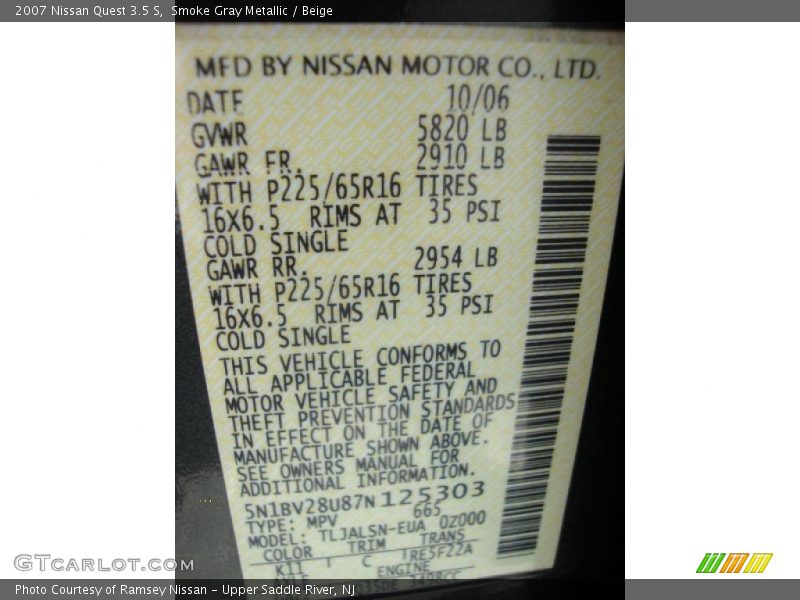 2007 Nissan Quest 3.5 S,  Smoke Gray Metallic / Beige
MFD BY NISSAN MOTOR CO., LTD.
DATE 10/06
GVWR 5820 LB
GAWR FR. 2910 LB
WITH P225/65R16 TIRES
16X6.5 RIMS AT 35 PSI
COLD SINGLE
GAWR RR. 2954 LB
WITH P225/65R16 TIRES
16X6.5 RIMS AT 35 PSI
COLD SINGLE
THIS VEHICLE CONFORMS TO
ALL APPLICABLE FEDERAL
MOTOR VEHICLE SAFETY AND
THEFT PREVENTION STANDARDS
IN EFFECT ON THE DATE OF
MANUFACTURE SHOWN ABOVE.
SEE OWNERS MANUAL FOR
ADDITIONAL INFORMATION.
5N1BV28U87N125303
TYPE: MPV 665
MODEL: TLJALSN-EUA 0Z000
COLOR TRIM TRANS
K11 C RE5F22A
ENGINE
3498CC
GTCARLOT.COM
Photo Courtesy of Ramsey Nissan - Upper Saddle River, NJ